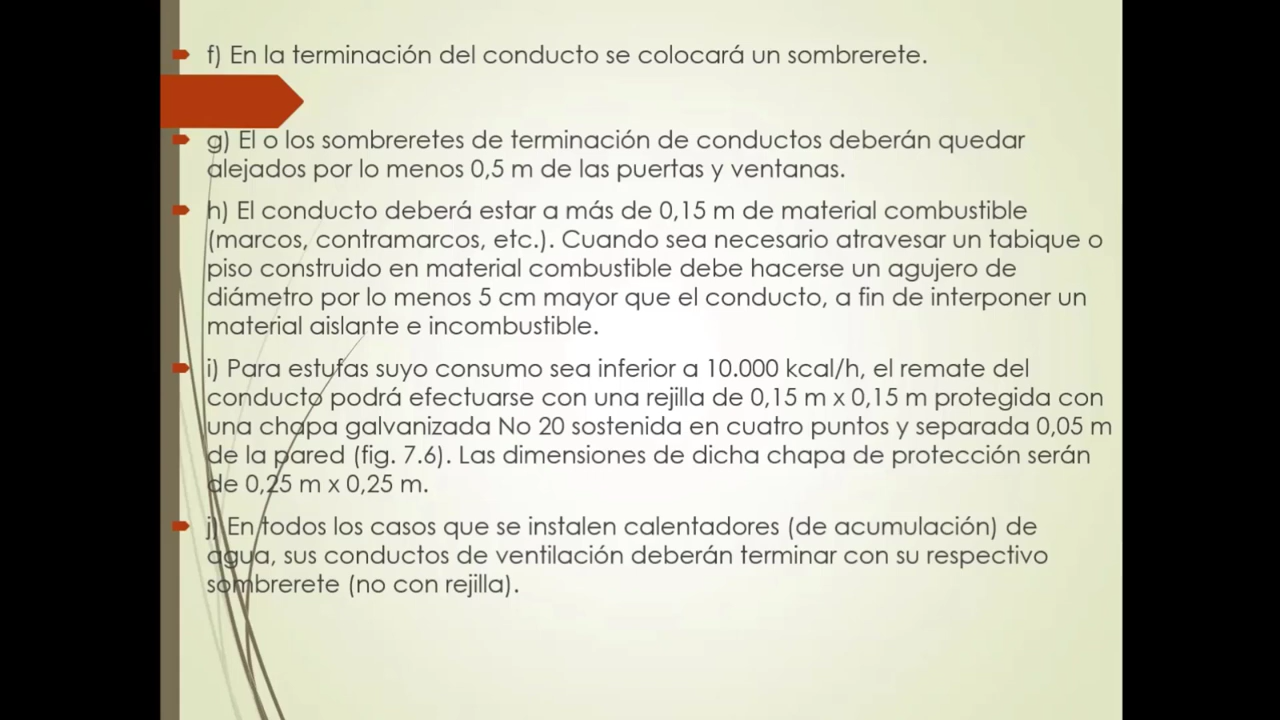 f) En la terminación del conducto se colocará un sombrerete.
g) El o los sombreretes de terminación de conductos deberán quedar
alejados por lo menos 0,5 m de las puertas y ventanas.
h) El conducto deberá estar a más de 0,15 m de material combustible
(marcos, contramarcos, etc.). Cuando sea necesario atravesar un tabique o
piso construido en material combustible debe hacerse un agujero de
diámetro por lo menos 5 cm mayor que el conducto, a fin de interponer un
material aislante e incombustible.
i) Para estufas suyo consumo sea inferior a 10.000 kcal/h, el remate del
conducto podrá efectuarse con una rejilla de 0,15 m x 0,15 m protegida con
una chapa galvanizada No 20 sostenida en cuatro puntos y separada 0,05 m
de la pared (fig. 7.6). Las dimensiones de dicha chapa de protección serán
de 0,25 m x 0,25 m.
j) En todos los casos que se instalen calentadores (de acumulación) de
agua, sus conductos de ventilación deberán terminar con su respectivo
sombrerete (no con rejilla).